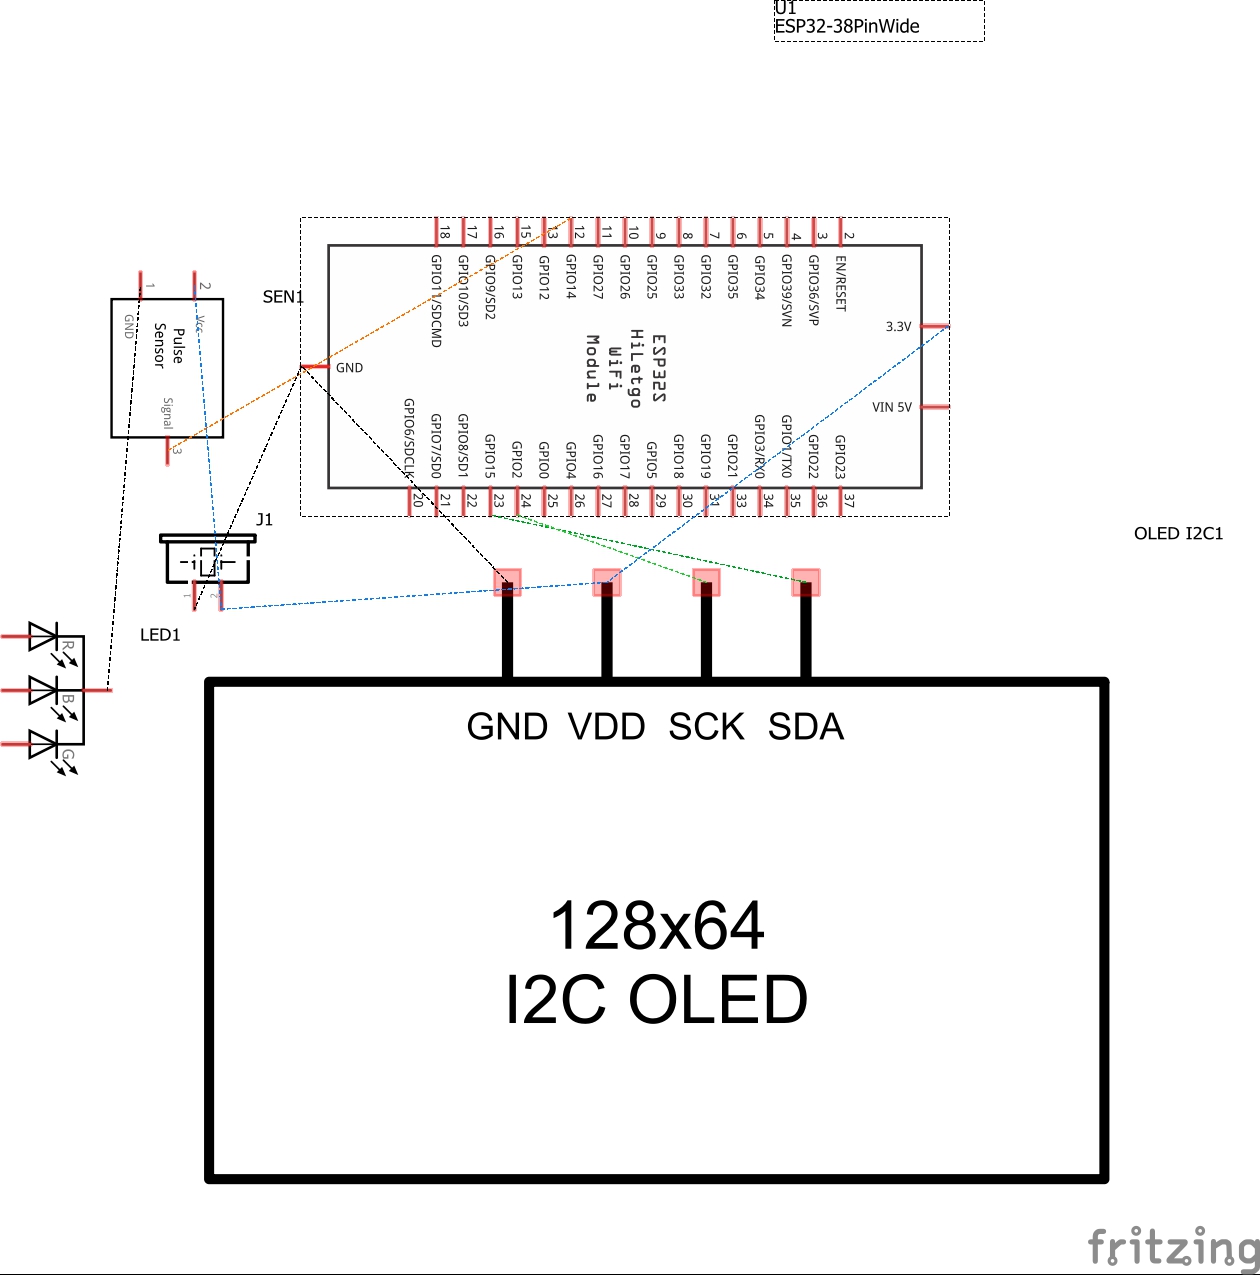 U1
ESP32-38PinWide
18
17
16
15
13
12
11
10
9
8
7
6
5
4
3
2
GPIO11/SDCMD
GPIO10/SD3
GPIO9/SD2
GPIO13
GPIO12
GPIO14
GPIO27
GPIO26
GPIO25
GPIO33
GPIO32
GPIO35
GPIO34
GPIO39/SVN
GPIO36/SVP
EN/RESET
SEN1
1
2
GND
Vcc
Pulse
Sensor
Signal
3
GND
3.3V
VIN 5V
ESP32S
HiLetgo
WiFi
Module
GPIO6/SDCLK
GPIO7/SD0
GPIO8/SD1
GPIO15
GPIO2
GPIO0
GPIO4
GPIO16
GPIO17
GPIO5
GPIO18
GPIO19
GPIO21
GPIO3/RX0
GPIO1/TX0
GPIO22
GPIO23
20
21
22
23
24
25
26
27
28
29
30
31
33
34
35
36
37
J1
1
2
OLED I2C1
LED1
R
B
G
GND VDD SCK SDA
128x64
I2C OLED
fritzing